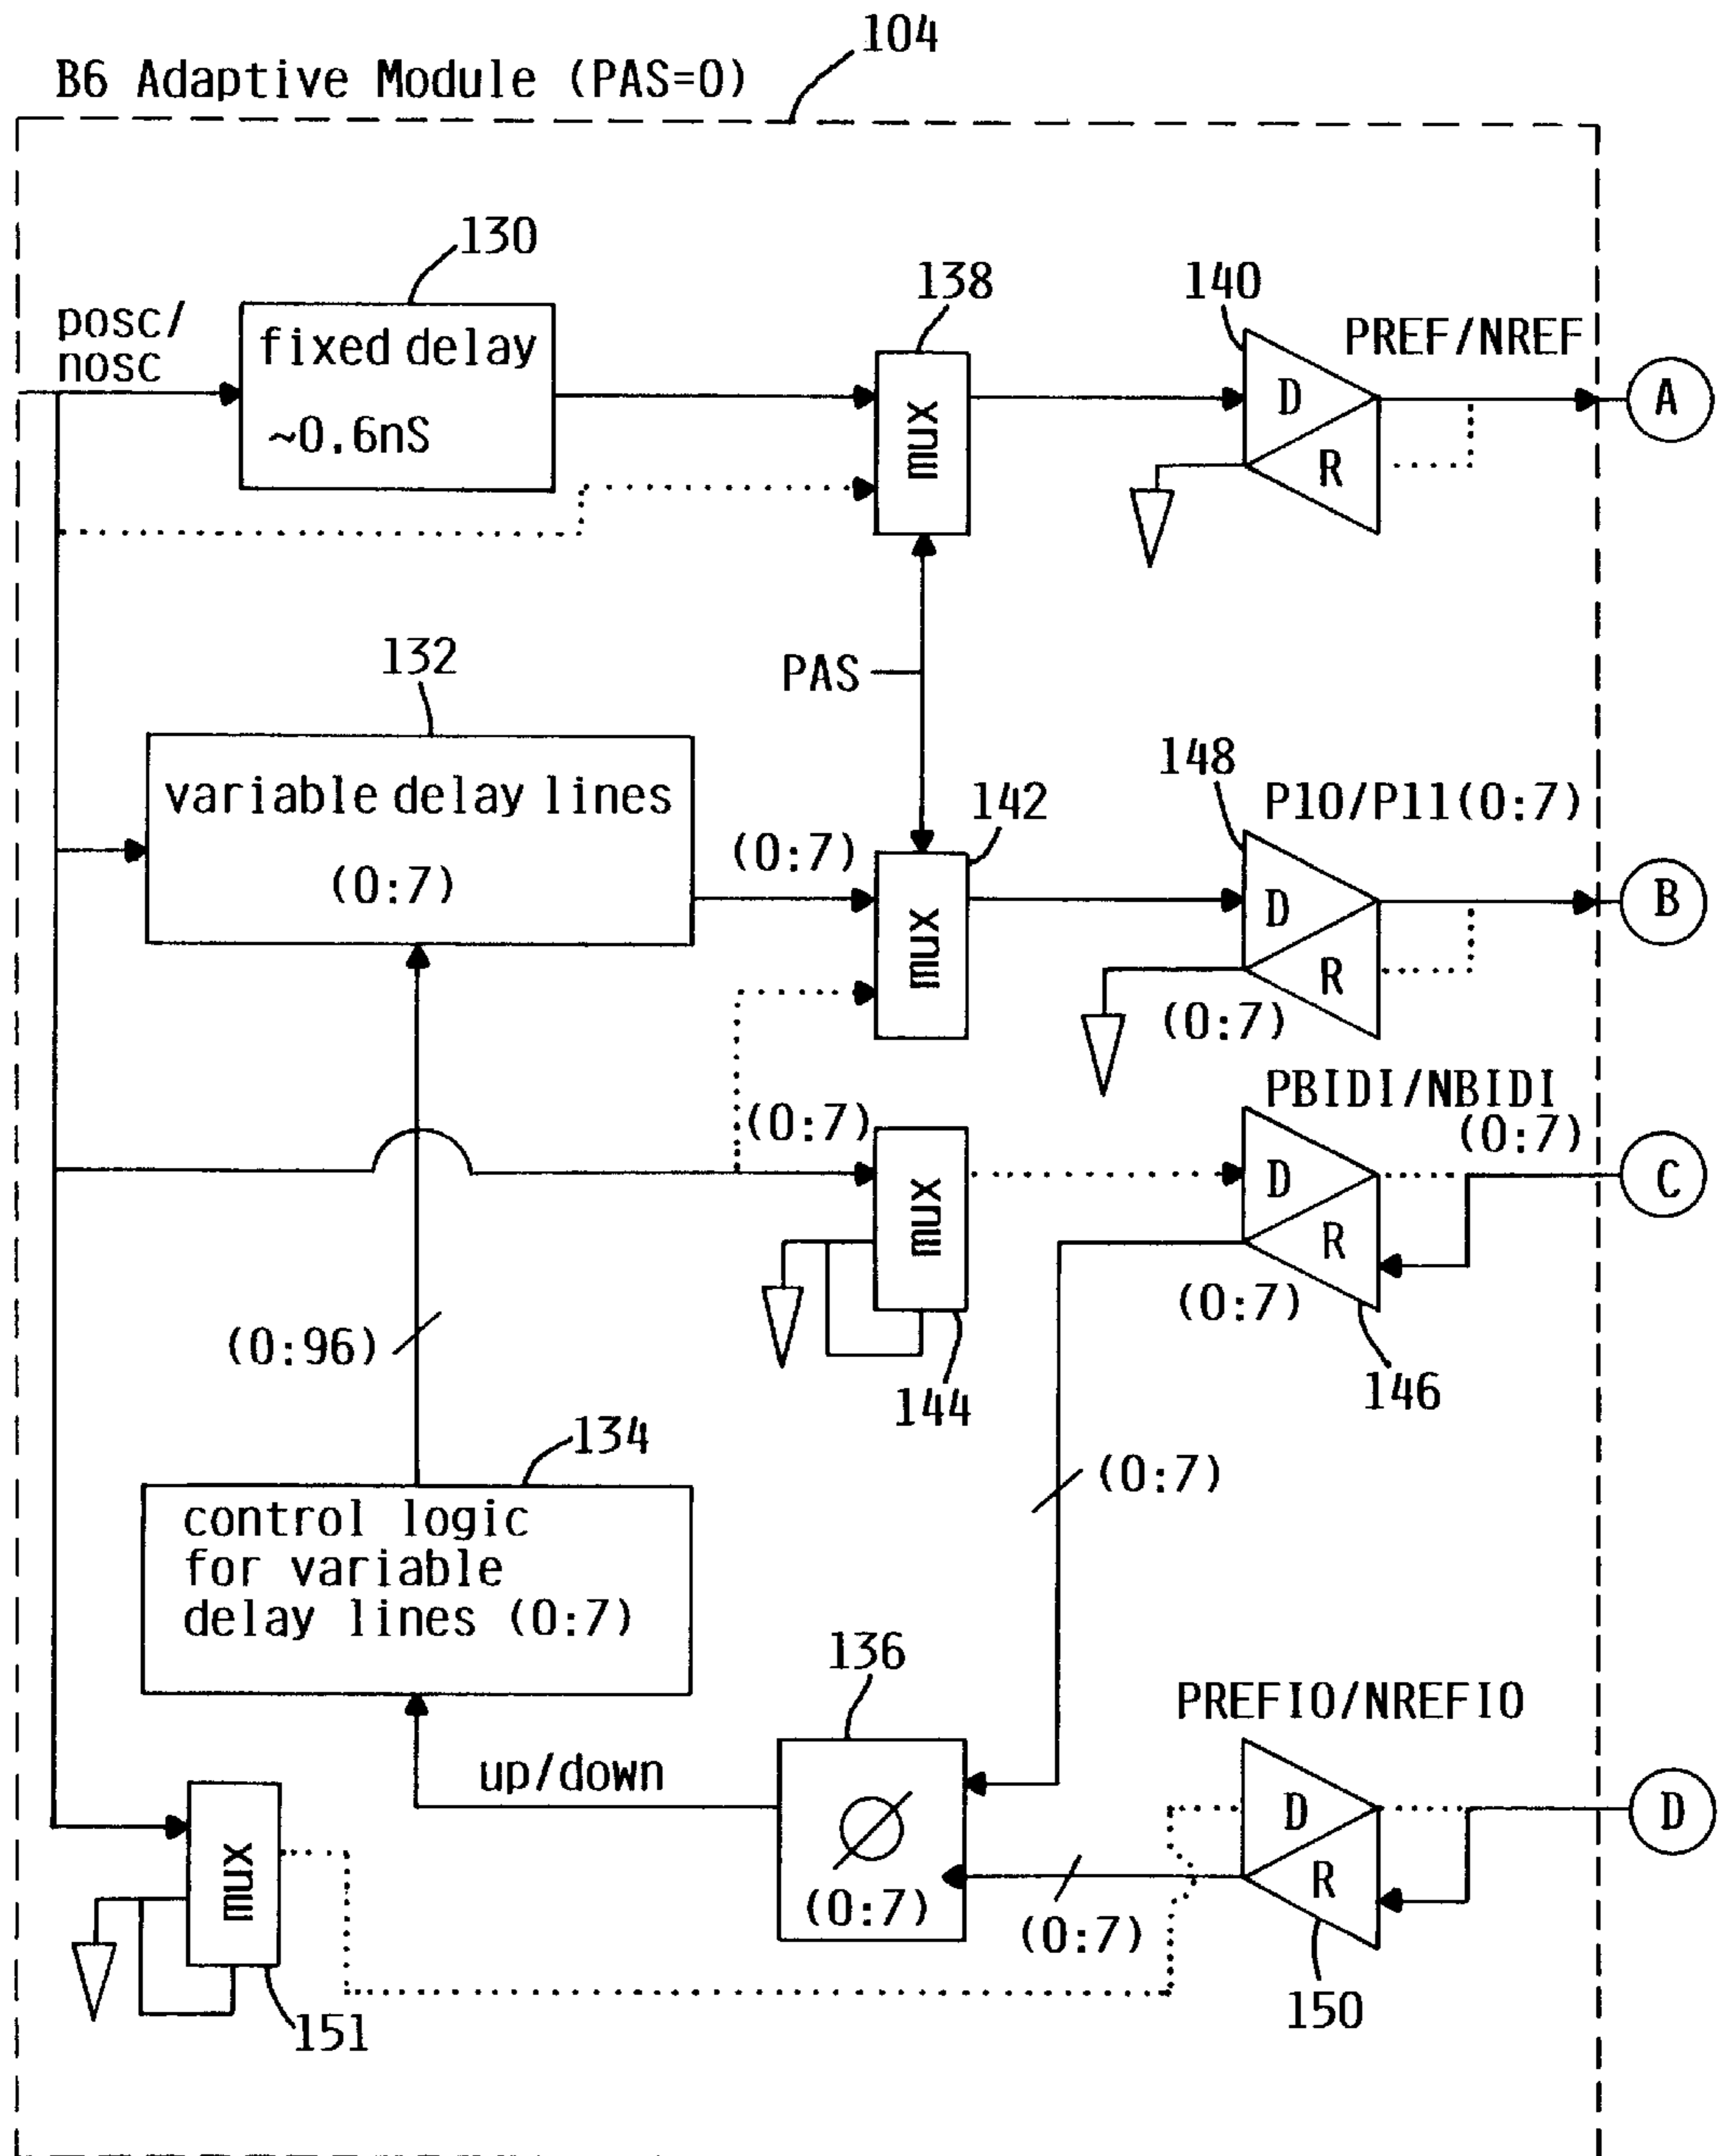 104
B6 Adaptive Module (PAS=0)
130
138
140
posc/
nosc
fixed delay
~0.6nS
mux
D
R
PREF/NREF
A
132
PAS
variable delay lines
(0:7)
(0:7)
142
mux
148
P10/P11(0:7)
D
R
(0:7)
B
(0:7)
mux
144
PBIDI/NBIDI
(0:7)
D
R
(0:7)
146
C
(0:96)
134
(0:7)
control logic
for variable
delay lines (0:7)
136
up/down
Ø
(0:7)
(0:7)
PREFIO/NREFIO
D
R
150
D
mux
151